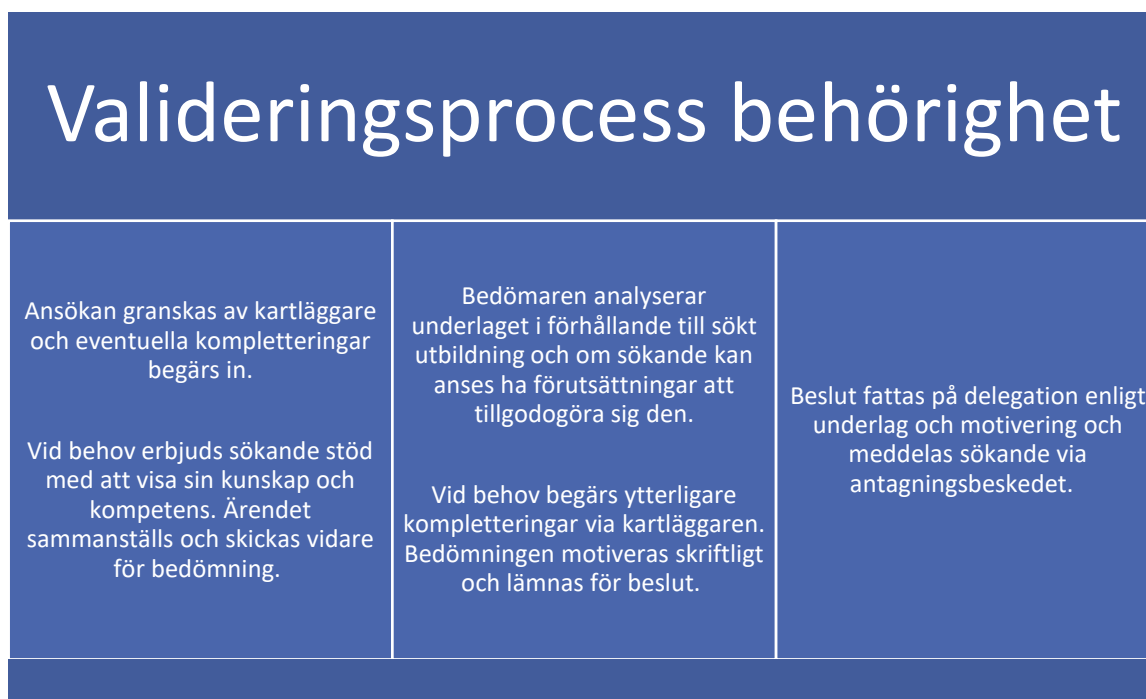 Valideringsprocess behörighet
Ansökan granskas av kartläggare
och eventuella kompletteringar
begärs in.
Vid behov erbjuds sökande stöd
med att visa sin kunskap och
kompetens. Ärendet
sammanställs och skickas vidare
för bedömning.
Bedömaren analyserar
underlaget i förhållande till sökt
utbildning och om sökande kan
anses ha förutsättningar att
tillgodogöra sig den.
Vid behov begärs ytterligare
kompletteringar via kartläggaren.
Bedömningen motiveras skriftligt
och lämnas för beslut.
Beslut fattas på delegation enligt
underlag och motivering och
meddelas sökande via
antagningsbeskedet.